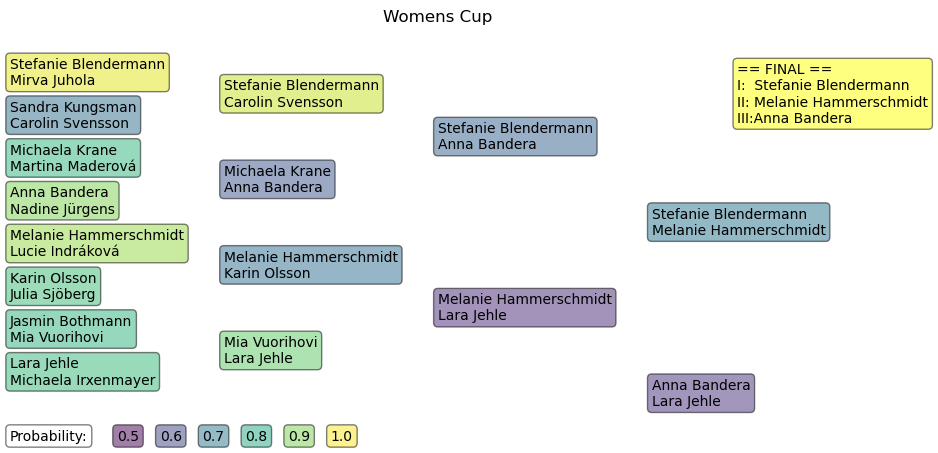 Womens Cup
Stefanie Blendermann
Mirva Juhola
Sandra Kungsman
Carolin Svensson
Michaela Krane
Martina Maderová
Anna Bandera
Nadine Jürgens
Melanie Hammerschmidt
Lucie Indráková
Karin Olsson
Julia Sjöberg
Jasmin Bothmann
Mia Vuorihovi
Lara Jehle
Michaela Irxenmayer
Stefanie Blendermann
Carolin Svensson
Michaela Krane
Anna Bandera
Melanie Hammerschmidt
Karin Olsson
Mia Vuorihovi
Lara Jehle
Stefanie Blendermann
Anna Bandera
Melanie Hammerschmidt
Lara Jehle
Stefanie Blendermann
Melanie Hammerschmidt
Anna Bandera
Lara Jehle
== FINAL ==
I:  Stefanie Blendermann
II: Melanie Hammerschmidt
III:Anna Bandera
Probability: 0.5 0.6 0.7 0.8 0.9 1.0